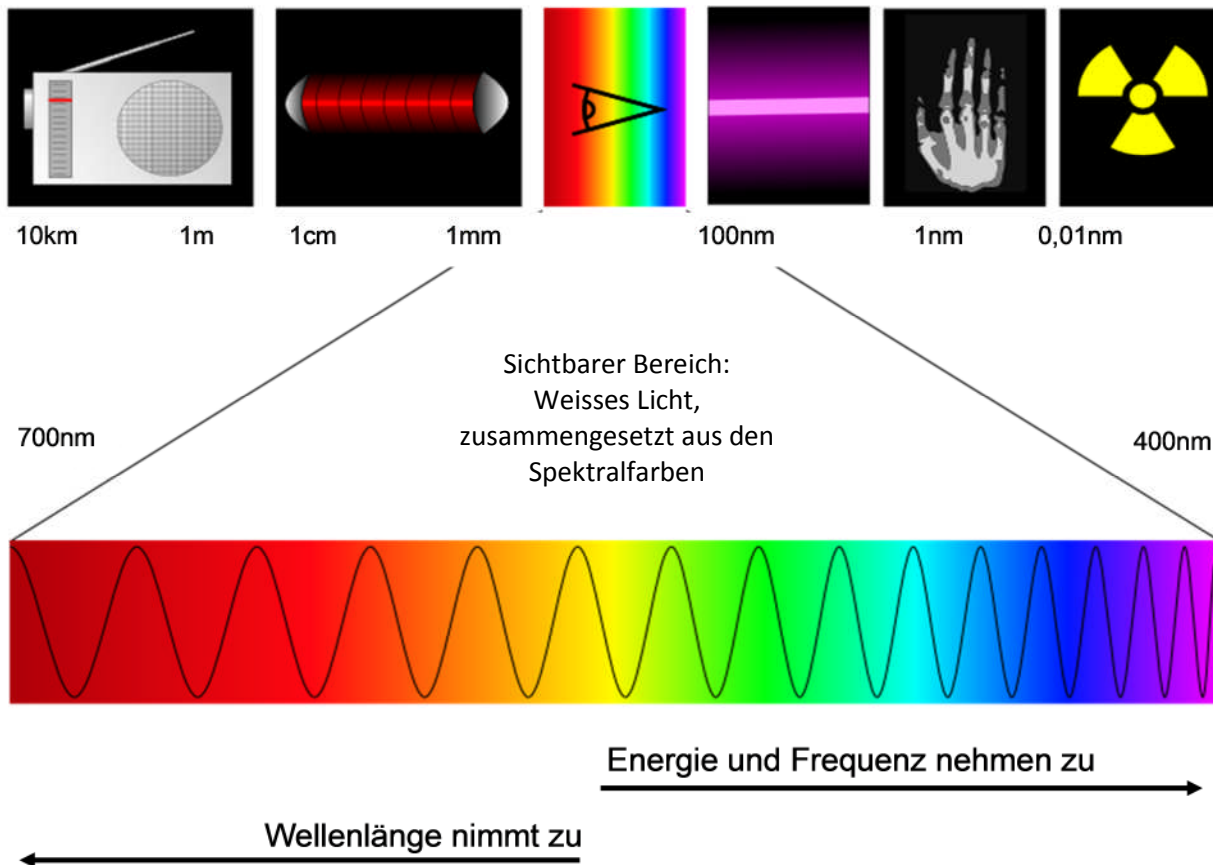 10km 1m 1cm 1mm 100nm 1nm 0,01nm
Sichtbarer Bereich:
Weisses Licht,
zusammengesetzt aus den
Spektralfarben
700nm 400nm
Energie und Frequenz nehmen zu
Wellenlänge nimmt zu